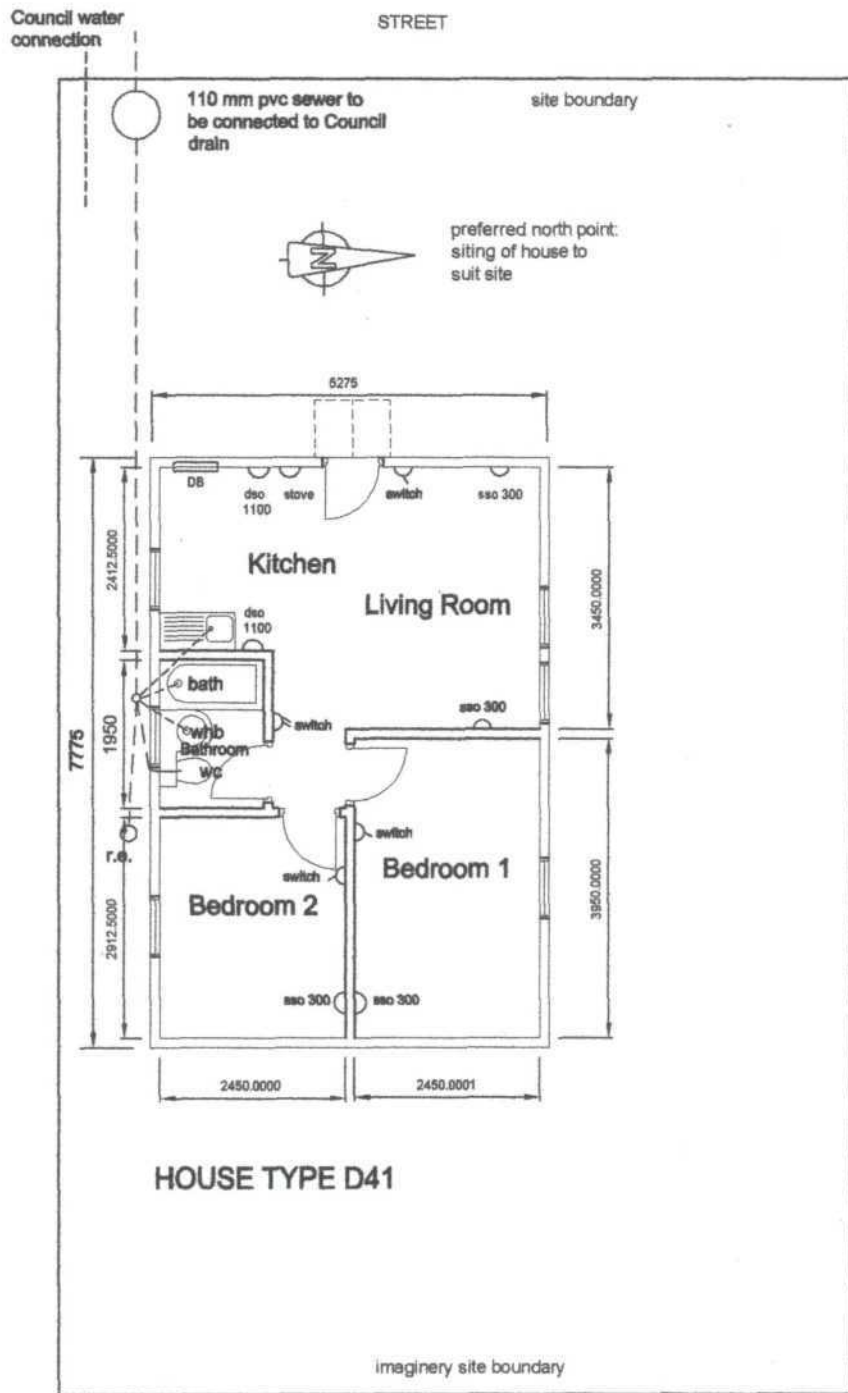 Council water
connection
STREET
110 mm pvc sewer to
be connected to Council
drain
site boundary
N
preferred north point:
siting of house to
suit site
5275
DB
dso
1100
stove
switch
sso 300
2412.5000
Kitchen
Living Room
3450.0000
dso
1100
bath
sso 300
switch
whb
Bathroom
wc
1950
7775
r.e.
switch
switch
Bedroom 1
Bedroom 2
2912.5000
3950.0000
sso 300
sso 300
2450.0000
2450.0001
HOUSE TYPE D41
imaginery site boundary